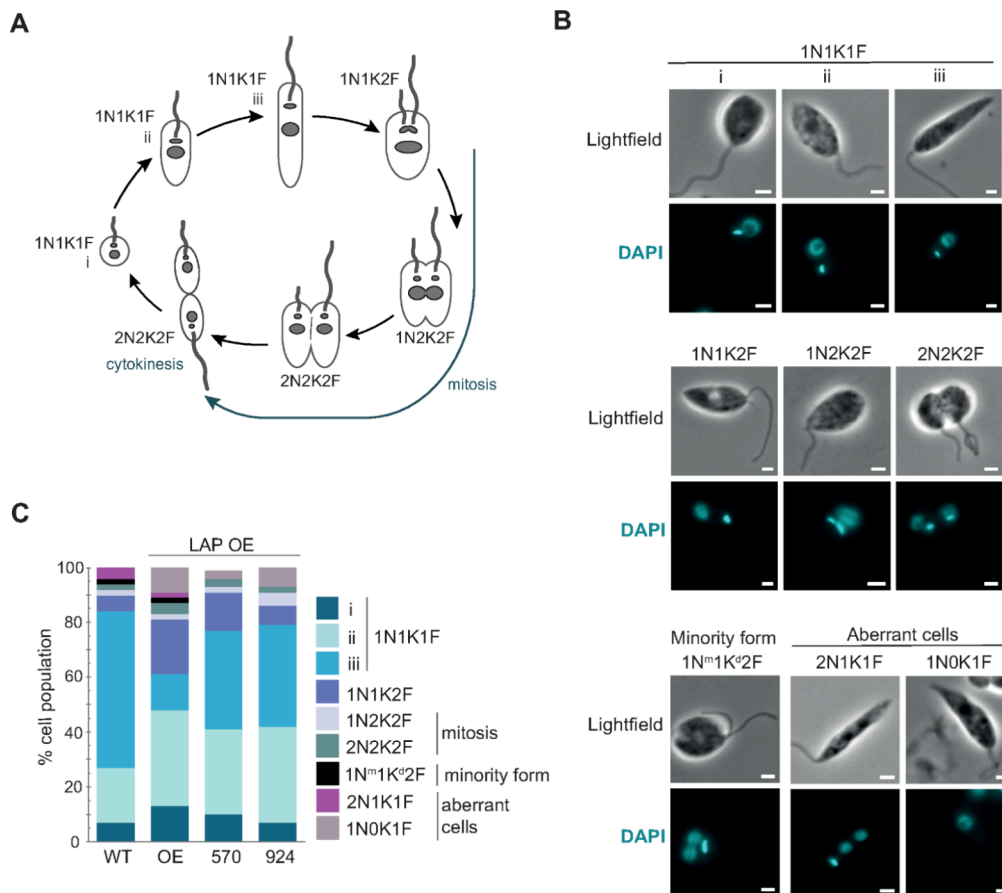 A
1N1K1F
i
1N1K1F
ii
1N1K1F
iii
1N1K2F
1N2K2F
mitosis
2N2K2F
2N2K2F
cytokinesis
B
1N1K1F
i ii iii
Lightfield
DAPI
1N1K2F 1N2K2F 2N2K2F
Lightfield
DAPI
Minority form Aberrant cells
1Nᵐ1Kᵈ2F 2N1K1F 1N0K1F
Lightfield
DAPI
C
LAP OE
% cell population
100
80
60
40
20
0
WT OE 570 924
i
ii 1N1K1F
iii
1N1K2F
1N2K2F
2N2K2F
mitosis
1Nᵐ1Kᵈ2F minority form
2N1K1F
1N0K1F
aberrant
cells